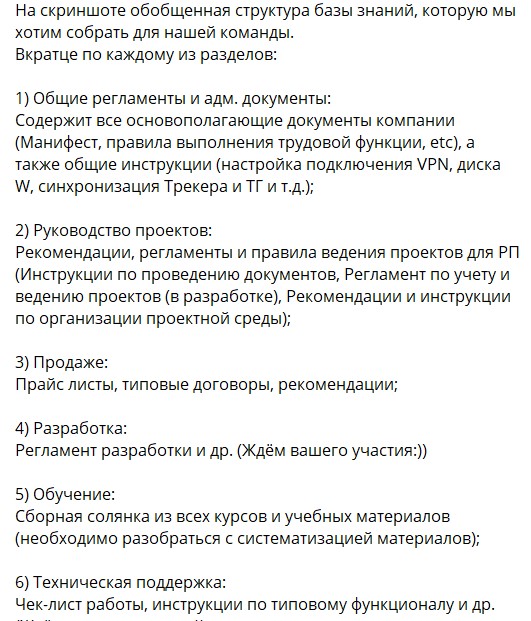 На скриншоте обобщенная структура базы знаний, которую мы
хотим собрать для нашей команды.
Вкратце по каждому из разделов:
1) Общие регламенты и адм. документы:
Содержит все основополагающие документы компании
(Манифест, правила выполнения трудовой функции, etc), а
также общие инструкции (настройка подключения VPN, диска
W, синхронизация Трекера и ТГ и т.д.);
2) Руководство проектов:
Рекомендации, регламенты и правила ведения проектов для РП
(Инструкции по проведению документов, Регламент по учету и
ведению проектов (в разработке), Рекомендации и инструкции
по организации проектной среды);
3) Продаже:
Прайс листы, типовые договоры, рекомендации;
4) Разработка:
Регламент разработки и др. (Ждём вашего участия:))
5) Обучение:
Сборная солянка из всех курсов и учебных материалов
(необходимо разобраться с систематизацией материалов);
6) Техническая поддержка:
Чек-лист работы, инструкции по типовому функционалу и др.